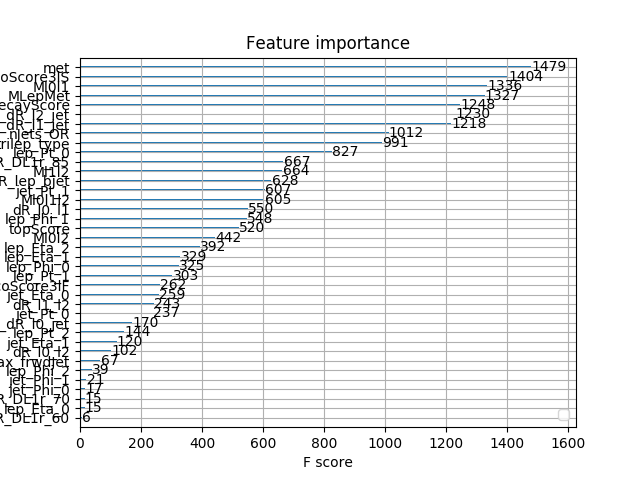 Feature importance
met 1479
oScore3lS 1404
Ml0l1 1336
MLepMet 1327
ecayScore 1248
dR_l2_jet 1230
dR_l1_jet 1218
njets_OR 1012
rilep_type 991
lep_Pt_0 827
R_DL1r_85 667
Ml1l2 664
R_lep_bjet 628
jet_Pt_1 607
Ml0l1l2 605
dR_l0_l1 550
lep_Phi_1 548
topScore 520
Ml0l2 442
lep_Eta_2 392
lep_Eta_1 329
lep_Phi_0 325
lep_Pt_1 303
oScore3lF 262
jet_Eta_0 259
dR_l1_l2 243
jet_Pt_0 237
dR_l0_jet 170
lep_Pt_2 144
jet_Eta_1 120
dR_l0_l2 102
ax_frwdjet 67
lep_Phi_2 39
jet_Phi_1 21
jet_Phi_0 17
R_DL1r_70 15
lep_Eta_0 15
R_DL1r_60 6
0 200 400 600 800 1000 1200 1400 1600
F score